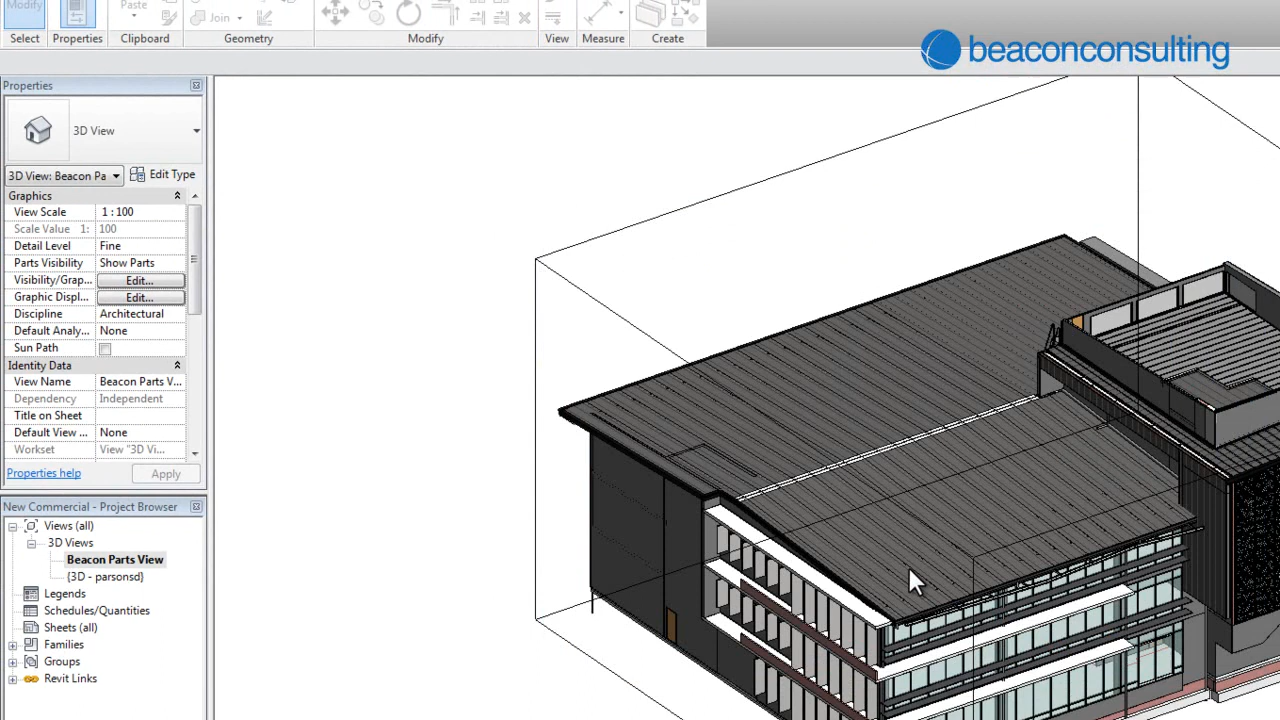 Modify
Paste
Join
Select
Properties
Clipboard
Geometry
Modify
View
Measure
Create
beaconconsulting
Properties
3D View
3D View: Beacon Pa
Edit Type
Graphics
View Scale 1 : 100
Scale Value 1: 100
Detail Level Fine
Parts Visibility Show Parts
Visibility/Grap... Edit...
Graphic Displ... Edit...
Discipline Architectural
Default Analy... None
Sun Path
Identity Data
View Name Beacon Parts V...
Dependency Independent
Title on Sheet
Default View ... None
Workset View "3D Vi...
Properties help
Apply
New Commercial - Project Browser
Views (all)
3D Views
Beacon Parts View
{3D - parsonsd}
Legends
Schedules/Quantities
Sheets (all)
Families
Groups
Revit Links